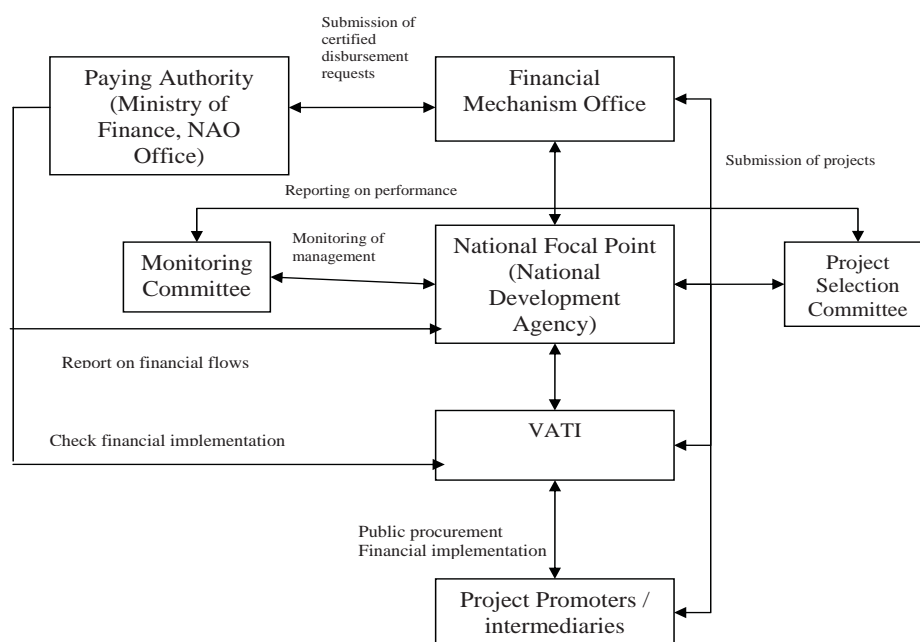 Submission of
certified
disbursement
requests
Paying Authority
(Ministry of
Finance, NAO
Office)
Financial
Mechanism Office
Submission of projects
Reporting on performance
Monitoring of
management
Monitoring
Committee
National Focal Point
(National
Development
Agency)
Project
Selection
Committee
Report on financial flows
Check financial implementation
VATI
Public procurement
Financial implementation
Project Promoters /
intermediaries